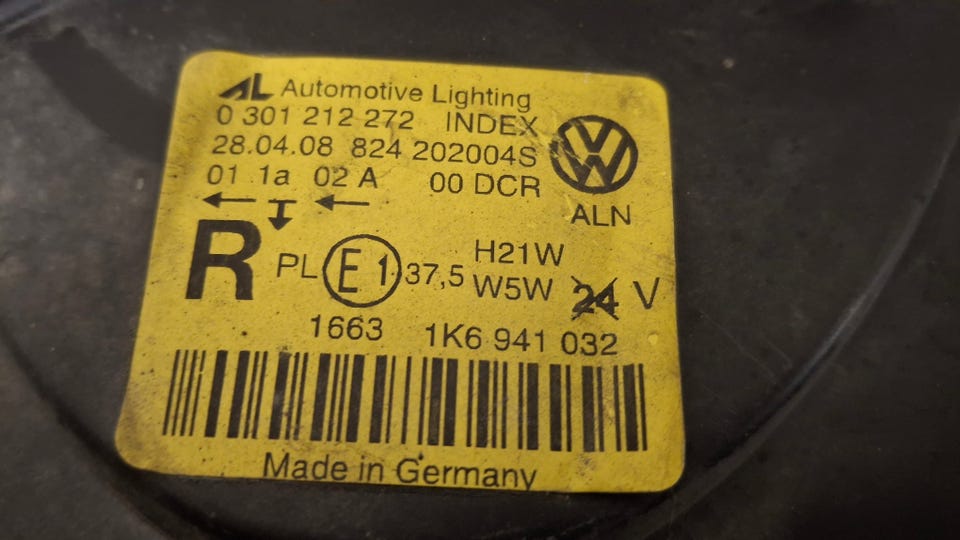 AL Automotive Lighting
0 301 212 272 INDEX
28.04.08 824 202004S
01 1a 02 A 00 DCR
ALN
R PL E1 37,5 H21W
W5W 24 V
1663 1K6 941 032
Made in Germany